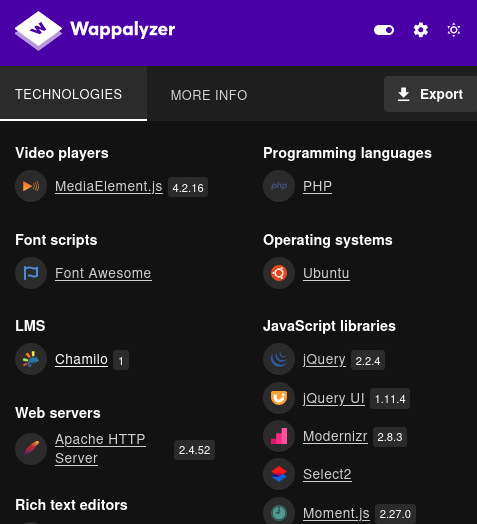 Wappalyzer
TECHNOLOGIES
MORE INFO
Export
Video players
MediaElement.js 4.2.16
Font scripts
Font Awesome
LMS
Chamilo 1
Web servers
Apache HTTP
Server 2.4.52
Rich text editors
Programming languages
php PHP
Operating systems
Ubuntu
JavaScript libraries
jQuery 2.2.4
jQuery UI 1.11.4
Modernizr 2.8.3
Select2
Moment.js 2.27.0